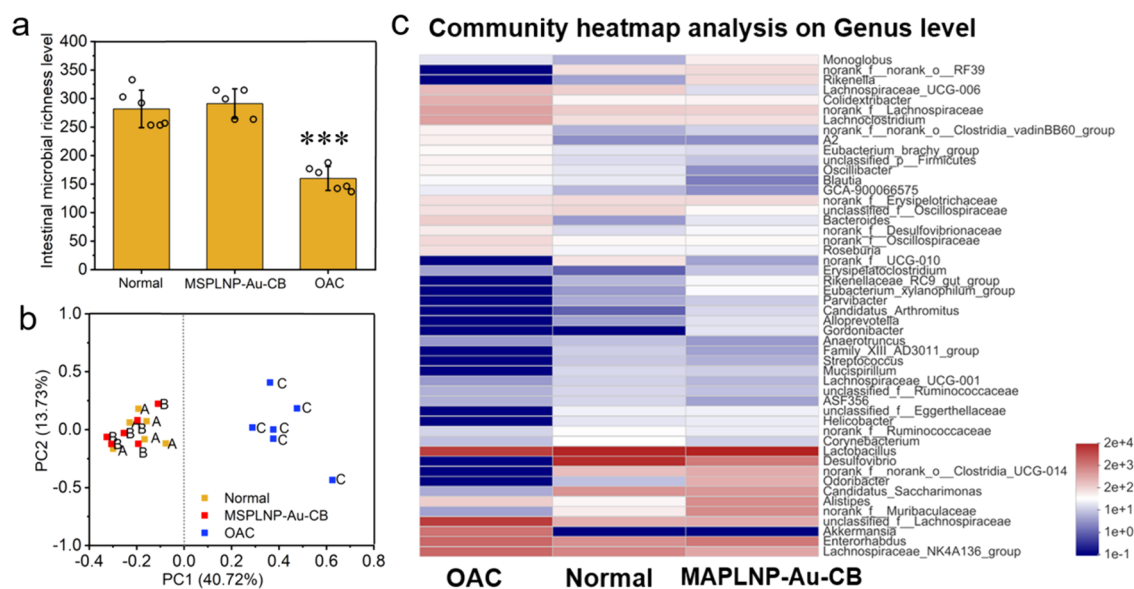 a
Intestinal microbial richness level
400
350
300
250
200
150
100
50
0
***
Normal
MSPLNP-Au-CB
OAC
b
PC2 (13.73%)
1.0
0.5
0.0
-0.5
-1.0
A
B
A
B
A
A
B
B
B
A
B
C
C
C
C
C
C
Normal
MSPLNP-Au-CB
OAC
-0.4
-0.2
0.0
0.2
0.4
0.6
0.8
PC1 (40.72%)
c
Community heatmap analysis on Genus level
Monoglobus
norank_f__norank_o__RF39
Rikenella
Lachnospiraceae_UCG-006
Colidextribacter
norank_f__Lachnospiraceae
Lachnoclostridium
norank_f__norank_o__Clostridia_vadinBB60_group
A2
Eubacterium_brachy_group
unclassified_p__Firmicutes
Oscillibacter
Blautia
GCA-900066575
norank_f__Erysipelotrichaceae
unclassified_f__Oscillospiraceae
Bacteroides
norank_f__Desulfovibrionaceae
norank_f__Oscillospiraceae
Roseburia
norank_f__UCG-010
Erysipelatoclostridium
Rikenellaceae_RC9_gut_group
Eubacterium_xylanophilum_group
Parvibacter
Candidatus_Arthromitus
Alloprevotella
Gordonibacter
Anaerotruncus
Family_XIII_AD3011_group
Streptococcus
Mucispirillum
Lachnospiraceae_UCG-001
unclassified_f__Ruminococcaceae
ASF356
unclassified_f__Eggerthellaceae
Helicobacter
norank_f__Ruminococcaceae
Corynebacterium
Lactobacillus
Desulfovibrio
norank_f__norank_o__Clostridia_UCG-014
Odoribacter
Candidatus_Saccharimonas
Alistipes
norank_f__Muribaculaceae
unclassified_f__Lachnospiraceae
Akkermansia
Enterorhabdus
Lachnospiraceae_NK4A136_group
OAC
Normal
MAPLNP-Au-CB
2e+4
2e+3
2e+2
1e+1
1e+0
1e-1